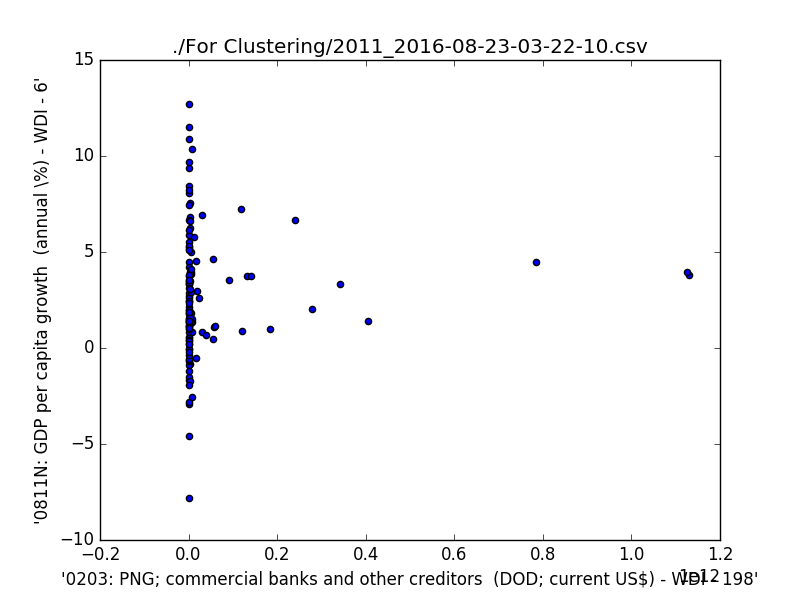 ./For Clustering/2011_2016-08-23-03-22-10.csv
15
10
5
0
−5
−10
'0811N: GDP per capita growth  (annual \%) - WDI - 6'
−0.2 0.0 0.2 0.4 0.6 0.8 1.0 1.2
1e12
'0203: PNG; commercial banks and other creditors  (DOD; current US$) - WDI - 198'